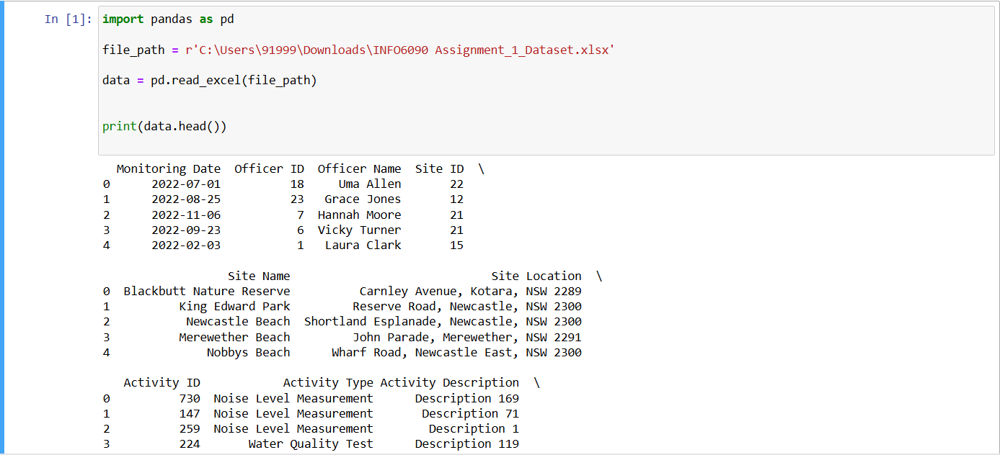 In [1]: import pandas as pd
file_path = r'C:\Users\91999\Downloads\INFO6090 Assignment_1_Dataset.xlsx'
data = pd.read_excel(file_path)
print(data.head())
Monitoring Date  Officer ID  Officer Name  Site ID  \
0       2022-07-01          18     Uma Allen       22
1       2022-08-25          23   Grace Jones       12
2       2022-11-06           7  Hannah Moore       21
3       2022-09-23           6  Vicky Turner       21
4       2022-02-03           1   Laura Clark       15
Site Name                             Site Location  \
0  Blackbutt Nature Reserve          Carnley Avenue, Kotara, NSW 2289
1          King Edward Park         Reserve Road, Newcastle, NSW 2300
2           Newcastle Beach  Shortland Esplanade, Newcastle, NSW 2300
3          Merewether Beach         John Parade, Merewether, NSW 2291
4              Nobbys Beach      Wharf Road, Newcastle East, NSW 2300
Activity ID            Activity Type Activity Description  \
0          730  Noise Level Measurement      Description 169
1          147  Noise Level Measurement       Description 71
2          259  Noise Level Measurement        Description 1
3          224       Water Quality Test      Description 119